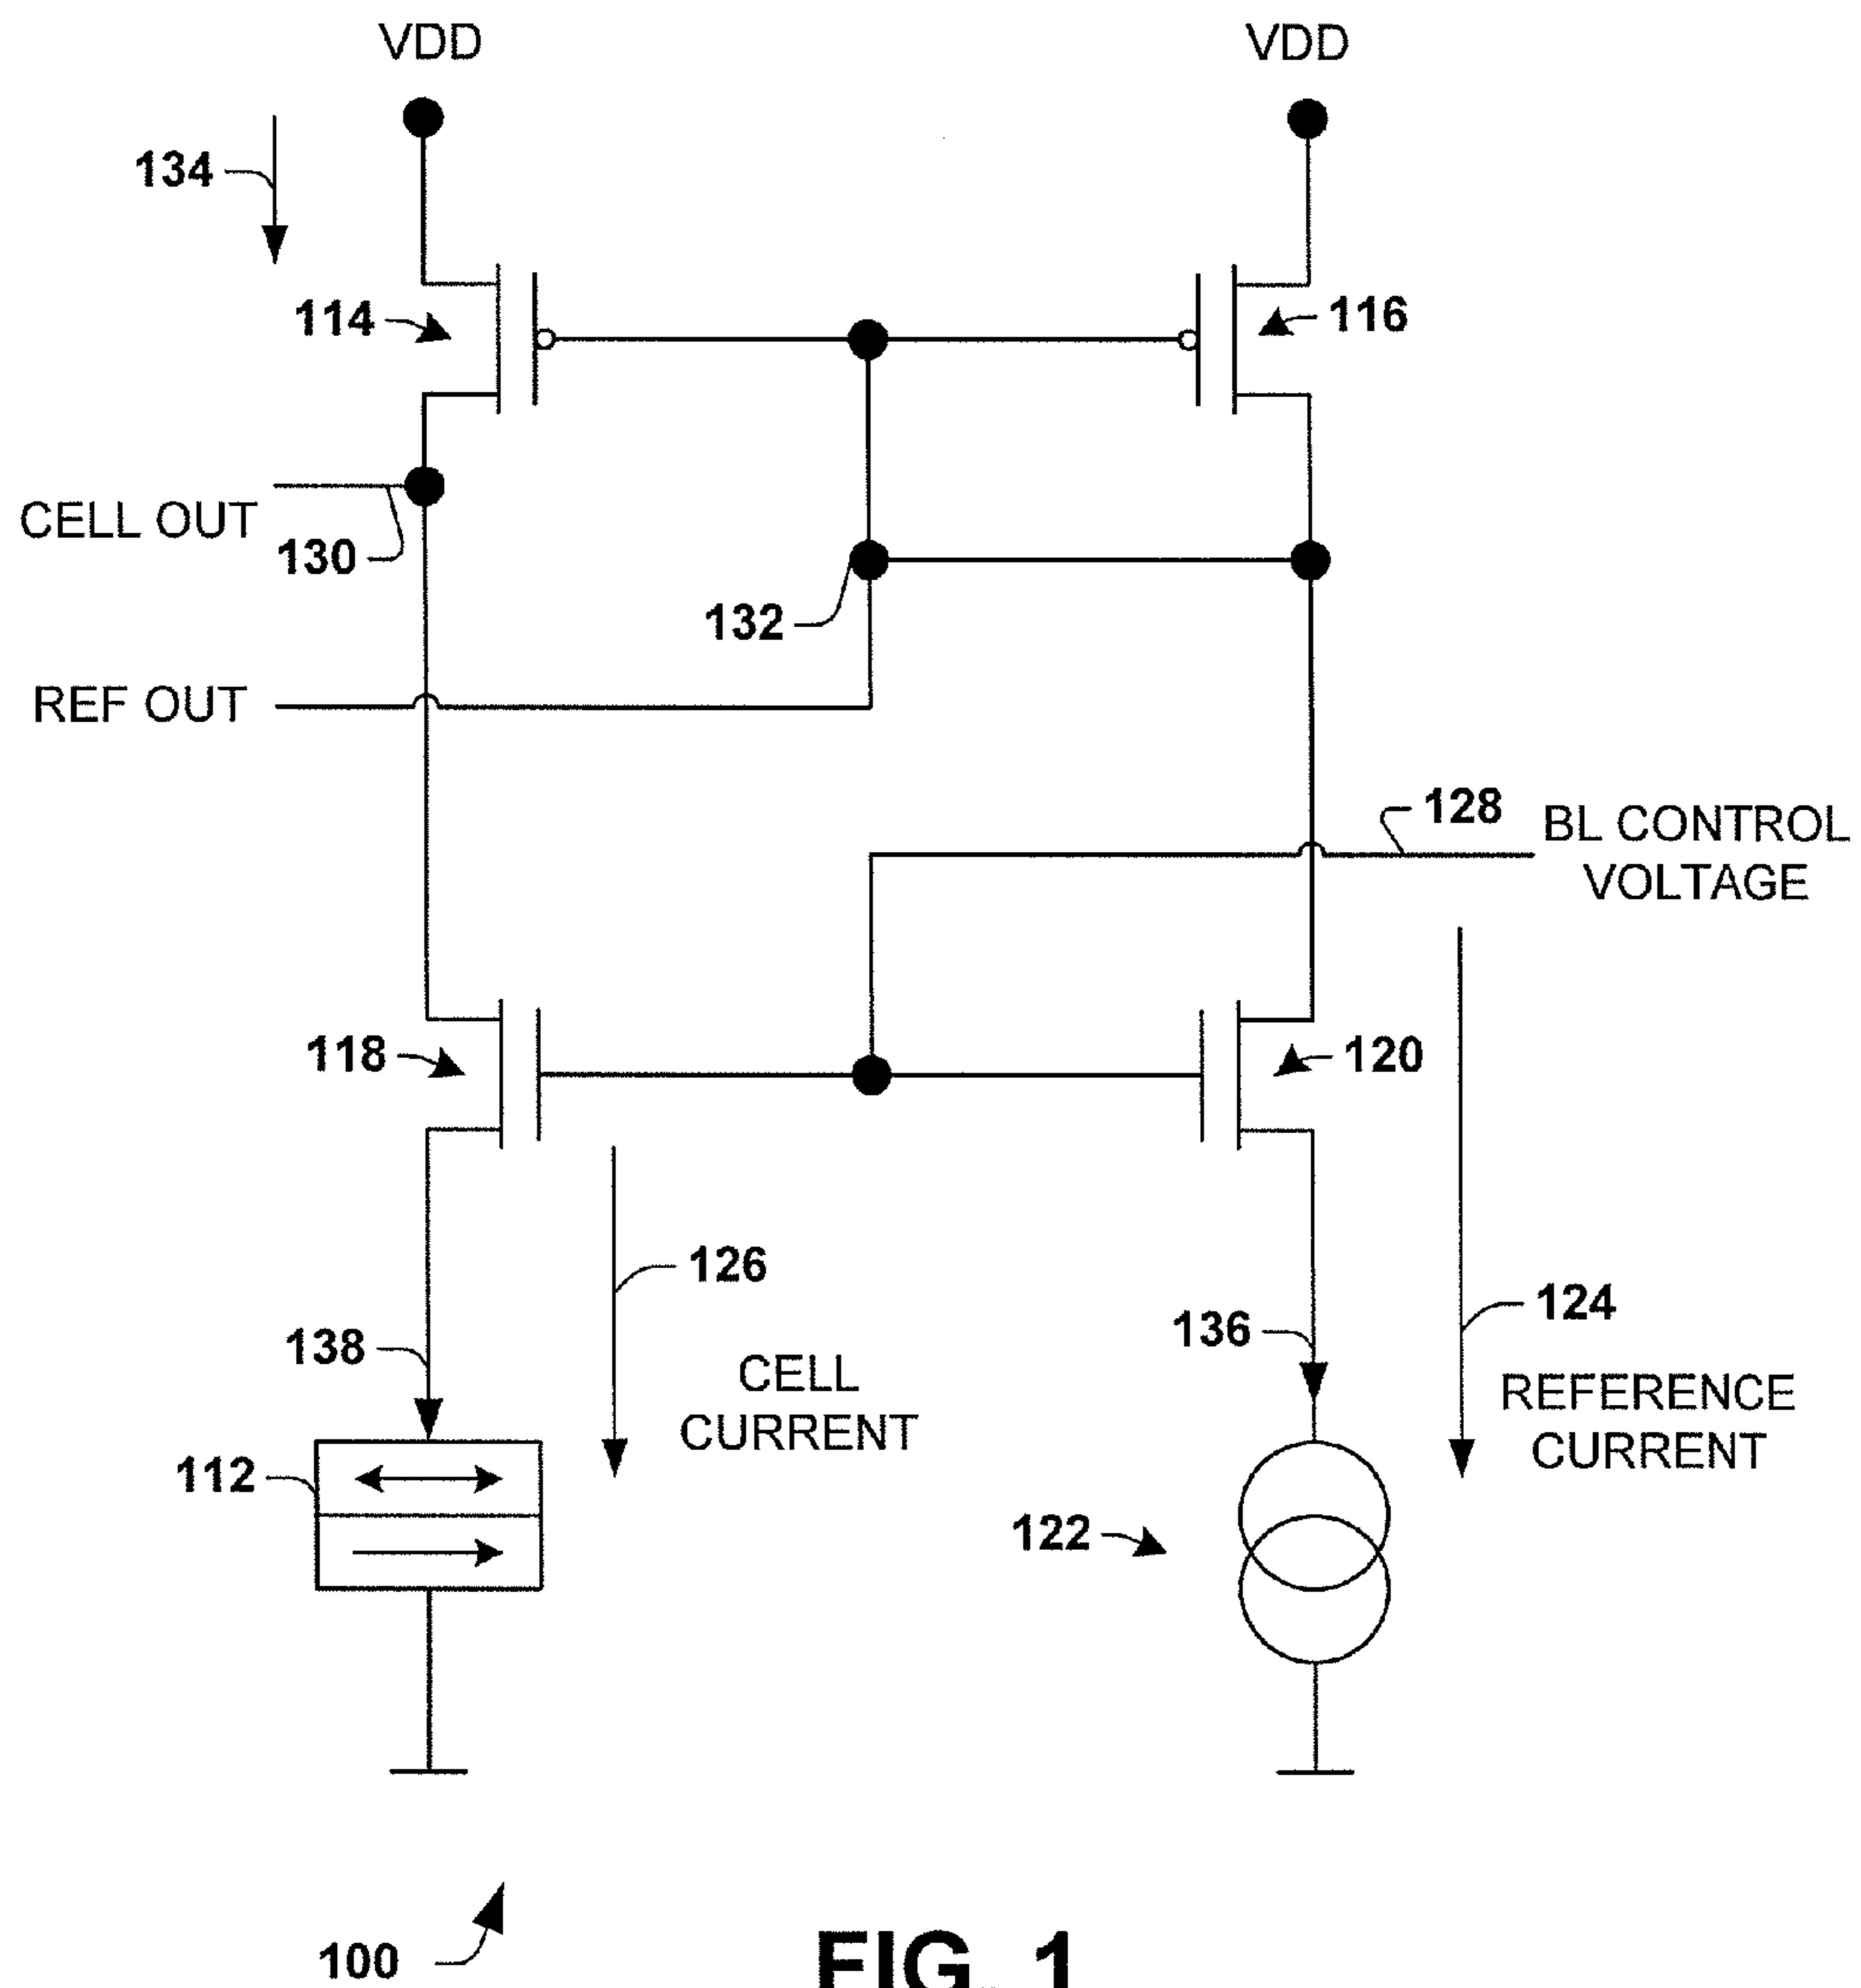 VDD
VDD
134
114
116
CELL OUT
130
132
REF OUT
128
BL CONTROL
VOLTAGE
118
120
126
138
136
124
CELL
CURRENT
REFERENCE
CURRENT
112
122
100
FIG. 1